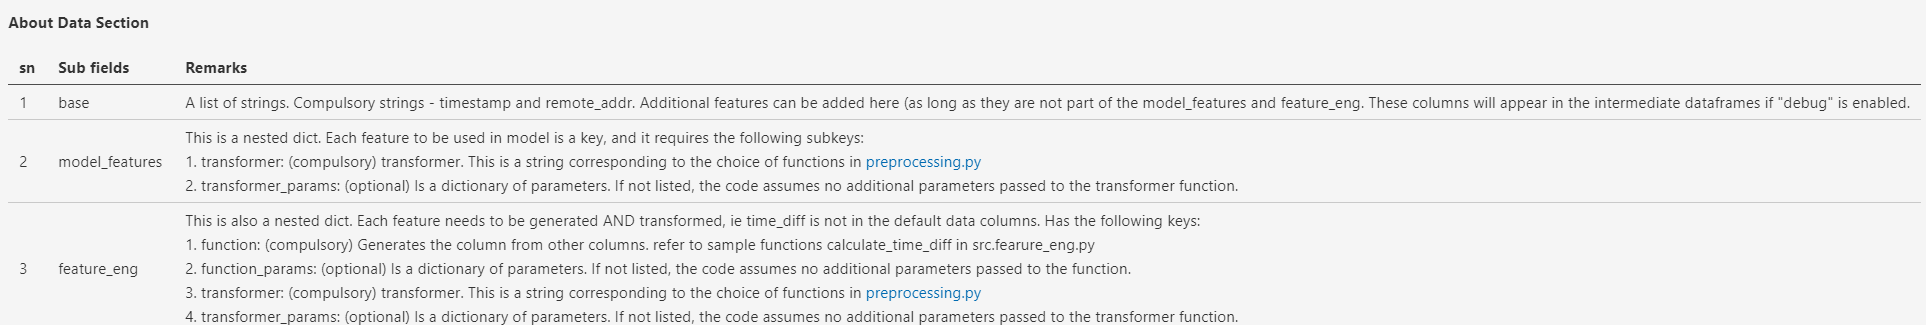 About Data Section
sn Sub fields Remarks
1 base A list of strings. Compulsory strings - timestamp and remote_addr. Additional features can be added here (as long as they are not part of the model_features and feature_eng. These columns will appear in the intermediate dataframes if "debug" is enabled.
This is a nested dict. Each feature to be used in model is a key, and it requires the following subkeys:
2 model_features 1. transformer: (compulsory) transformer. This is a string corresponding to the choice of functions in preprocessing.py
2. transformer_params: (optional) Is a dictionary of parameters. If not listed, the code assumes no additional parameters passed to the transformer function.
This is also a nested dict. Each feature needs to be generated AND transformed, ie time_diff is not in the default data columns. Has the following keys:
1. function: (compulsory) Generates the column from other columns. refer to sample functions calculate_time_diff in src.fearure_eng.py
3 feature_eng 2. function_params: (optional) Is a dictionary of parameters. If not listed, the code assumes no additional parameters passed to the function.
3. transformer: (compulsory) transformer. This is a string corresponding to the choice of functions in preprocessing.py
4. transformer_params: (optional) Is a dictionary of parameters. If not listed, the code assumes no additional parameters passed to the transformer function.